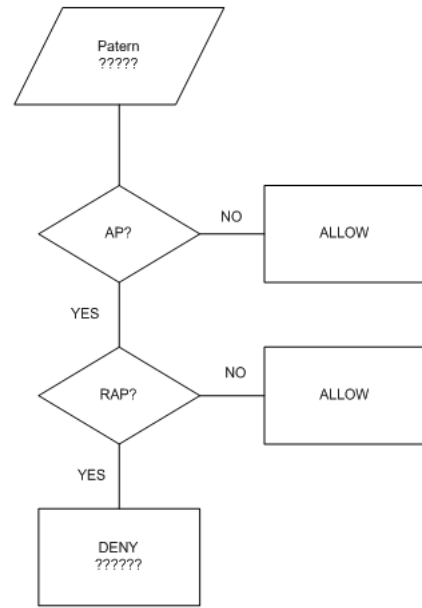 Patern
?????
AP?
NO
ALLOW
YES
RAP?
NO
ALLOW
YES
DENY
??????